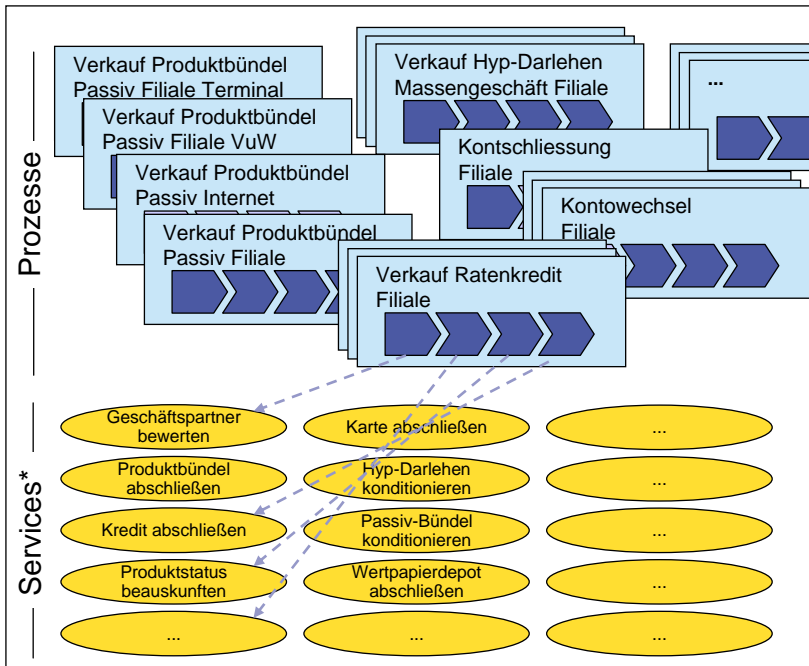 Prozesse
Verkauf Produktbündel
Passiv Filiale Terminal
Verkauf Produktbündel
Passiv Filiale VuW
Verkauf Produktbündel
Passiv Internet
Verkauf Produktbündel
Passiv Filiale
Verkauf Hyp-Darlehen
Massengeschäft Filiale
...
Kontschliessung
Filiale
Kontowechsel
Filiale
Verkauf Ratenkredit
Filiale
Services*
Geschäftspartner
bewerten
Karte abschließen
...
Produktbündel
abschließen
Hyp-Darlehen
konditionieren
...
Kredit abschließen
Passiv-Bündel
konditionieren
...
Produktstatus
beauskunften
Wertpapierdepot
abschließen
...
...
...
...